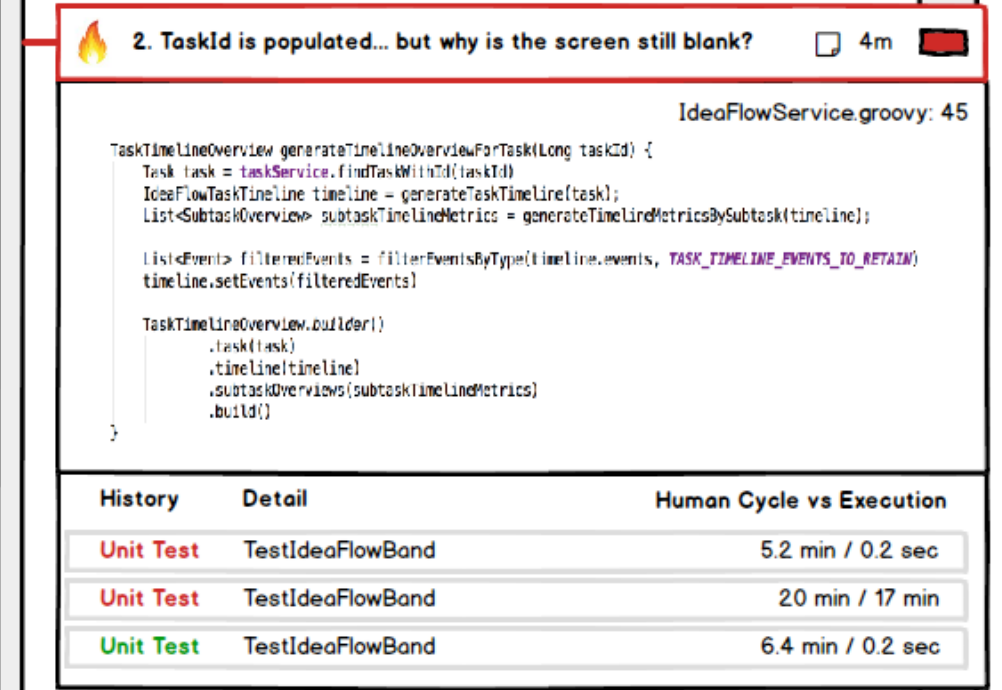 2. TaskId is populated... but why is the screen still blank? 4m
IdeaFlowService.groovy: 45
TaskTimelineOverview generateTimelineOverviewForTask(Long taskId) {
Task task = taskService.findTaskWithId(taskId)
IdeaFlowTaskTimeline timeline = generateTaskTimeline(task);
List<SubtaskOverview> subtaskTimelineMetrics = generateTimelineMetricsBySubtask(timeline);
List<Event> filteredEvents = filterEventsByType(timeline.events, TASK_TIMELINE_EVENTS_TO_RETAIN)
timeline.setEvents(filteredEvents)
TaskTimelineOverview.builder()
.task(task)
.timeline(timeline)
.subtaskOverviews(subtaskTimelineMetrics)
.build()
}
History Detail Human Cycle vs Execution
Unit Test TestIdeaFlowBand 5.2 min / 0.2 sec
Unit Test TestIdeaFlowBand 20 min / 17 min
Unit Test TestIdeaFlowBand 6.4 min / 0.2 sec